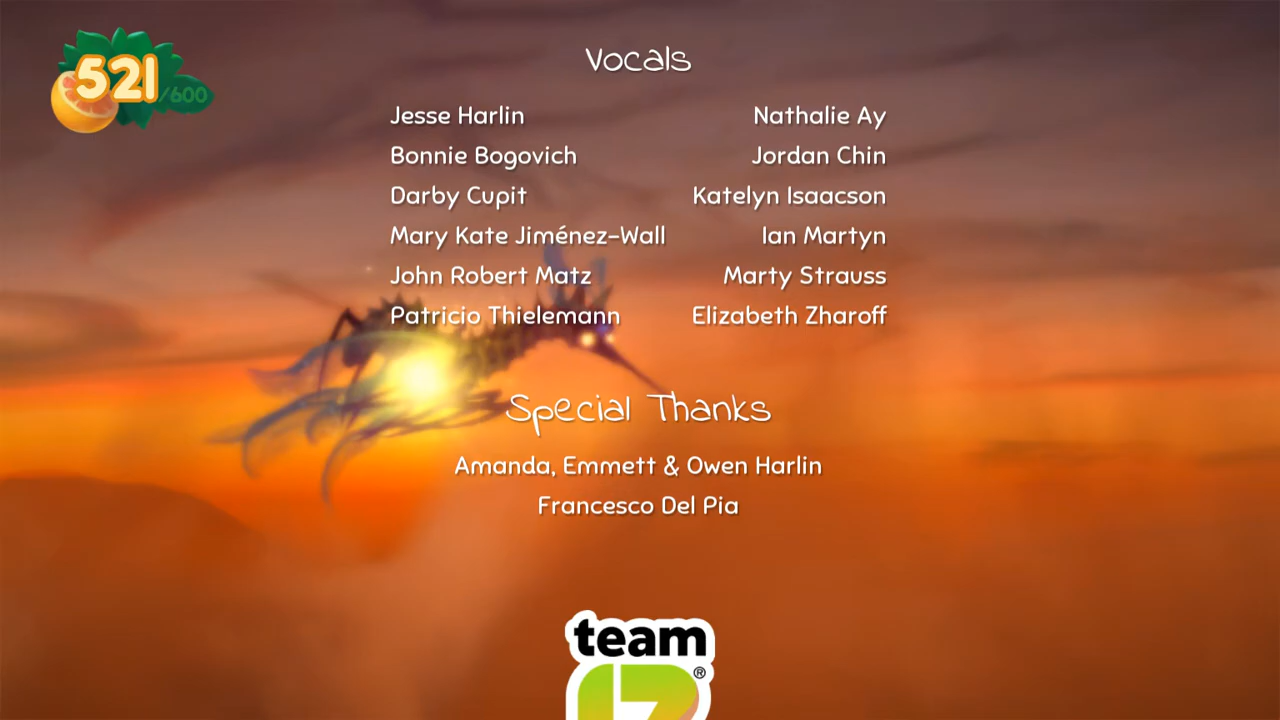 521/600
Vocals
Jesse Harlin Nathalie Ay
Bonnie Bogovich Jordan Chin
Darby Cupit Katelyn Isaacson
Mary Kate Jiménez-Wall Ian Martyn
John Robert Matz Marty Strauss
Patricio Thielemann Elizabeth Zharoff
Special Thanks
Amanda, Emmett & Owen Harlin
Francesco Del Pia
team
17®